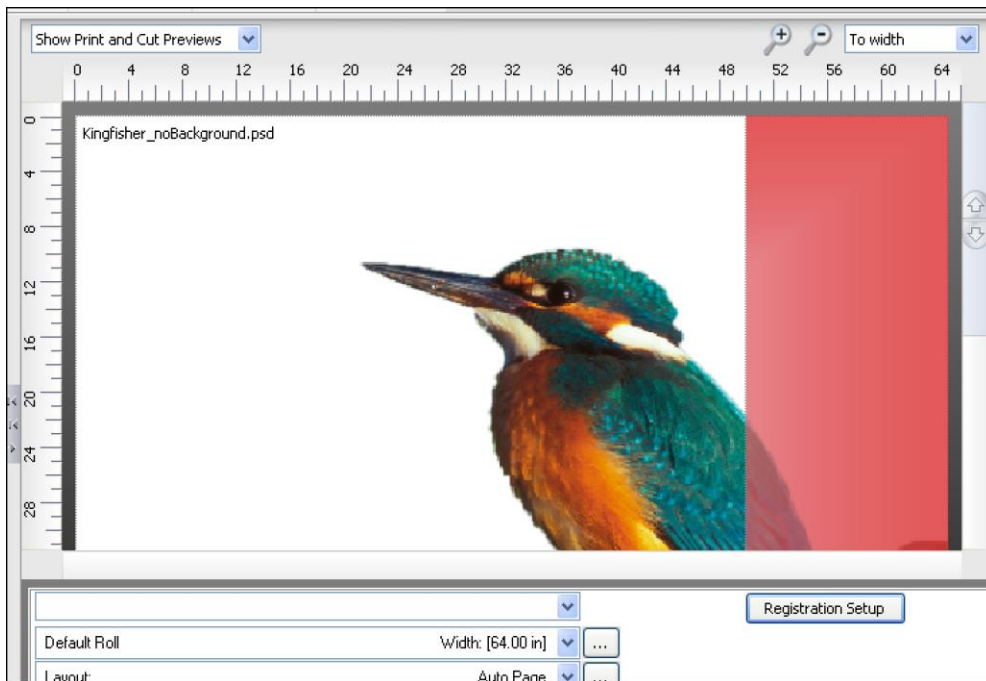 Show Print and Cut Previews
To width
0 4 8 12 16 20 24 28 32 36 40 44 48 52 56 60 64
0
4
8
12
16
20
24
28
Kingfisher_noBackground.psd
Registration Setup
Default Roll Width: [64.00 in] ...
Layout: Auto Page ...